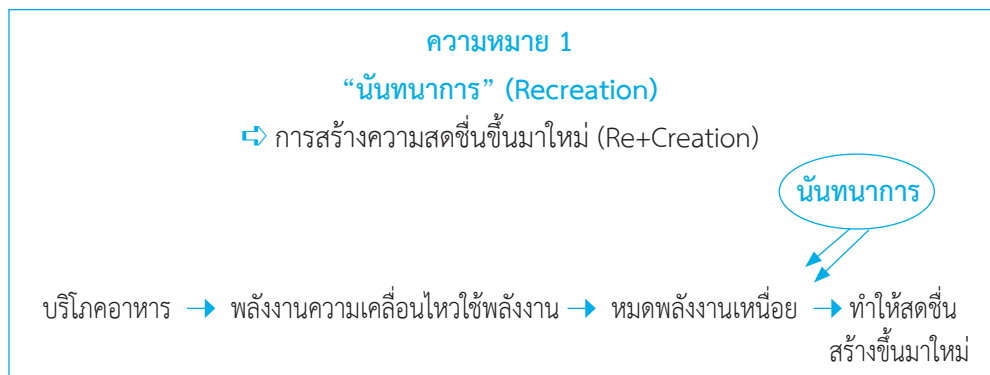 ความหมาย 1
“นันทนาการ” (Recreation)
➪ การสร้างความสดชื่นขึ้นมาใหม่ (Re+Creation)
นันทนาการ
บริโภคอาหาร → พลังงานความเคลื่อนไหวใช้พลังงาน → หมดพลังงานเหนื่อย → ทำให้สดชื่น
สร้างขึ้นมาใหม่